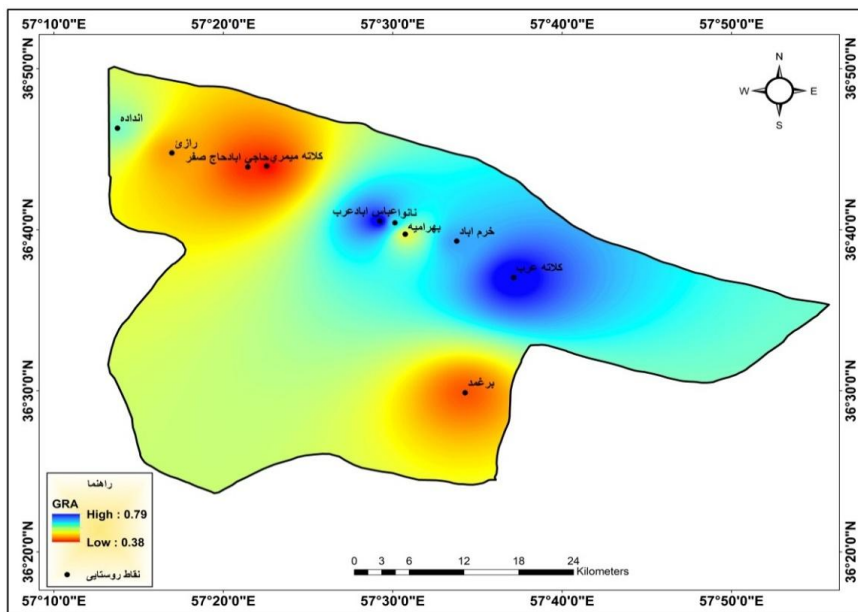 57°10'0"E 57°20'0"E 57°30'0"E 57°40'0"E 57°50'0"E
36°50'0"N
36°50'0"N
N
W E
S
انداده
رازئ
کلاته میمری
حاجی اباد
حاج صفر
عباس ابادعرب
نانوا
بهرامیه
خرم اباد
36°40'0"N
36°40'0"N
کلاته عرب
برغمد
36°30'0"N
36°30'0"N
راهنما
GRA
High : 0.79
Low : 0.38
نقاط روستایی
0 3 6 12 18 24
Kilometers
36°20'0"N
36°20'0"N
57°10'0"E 57°20'0"E 57°30'0"E 57°40'0"E 57°50'0"E